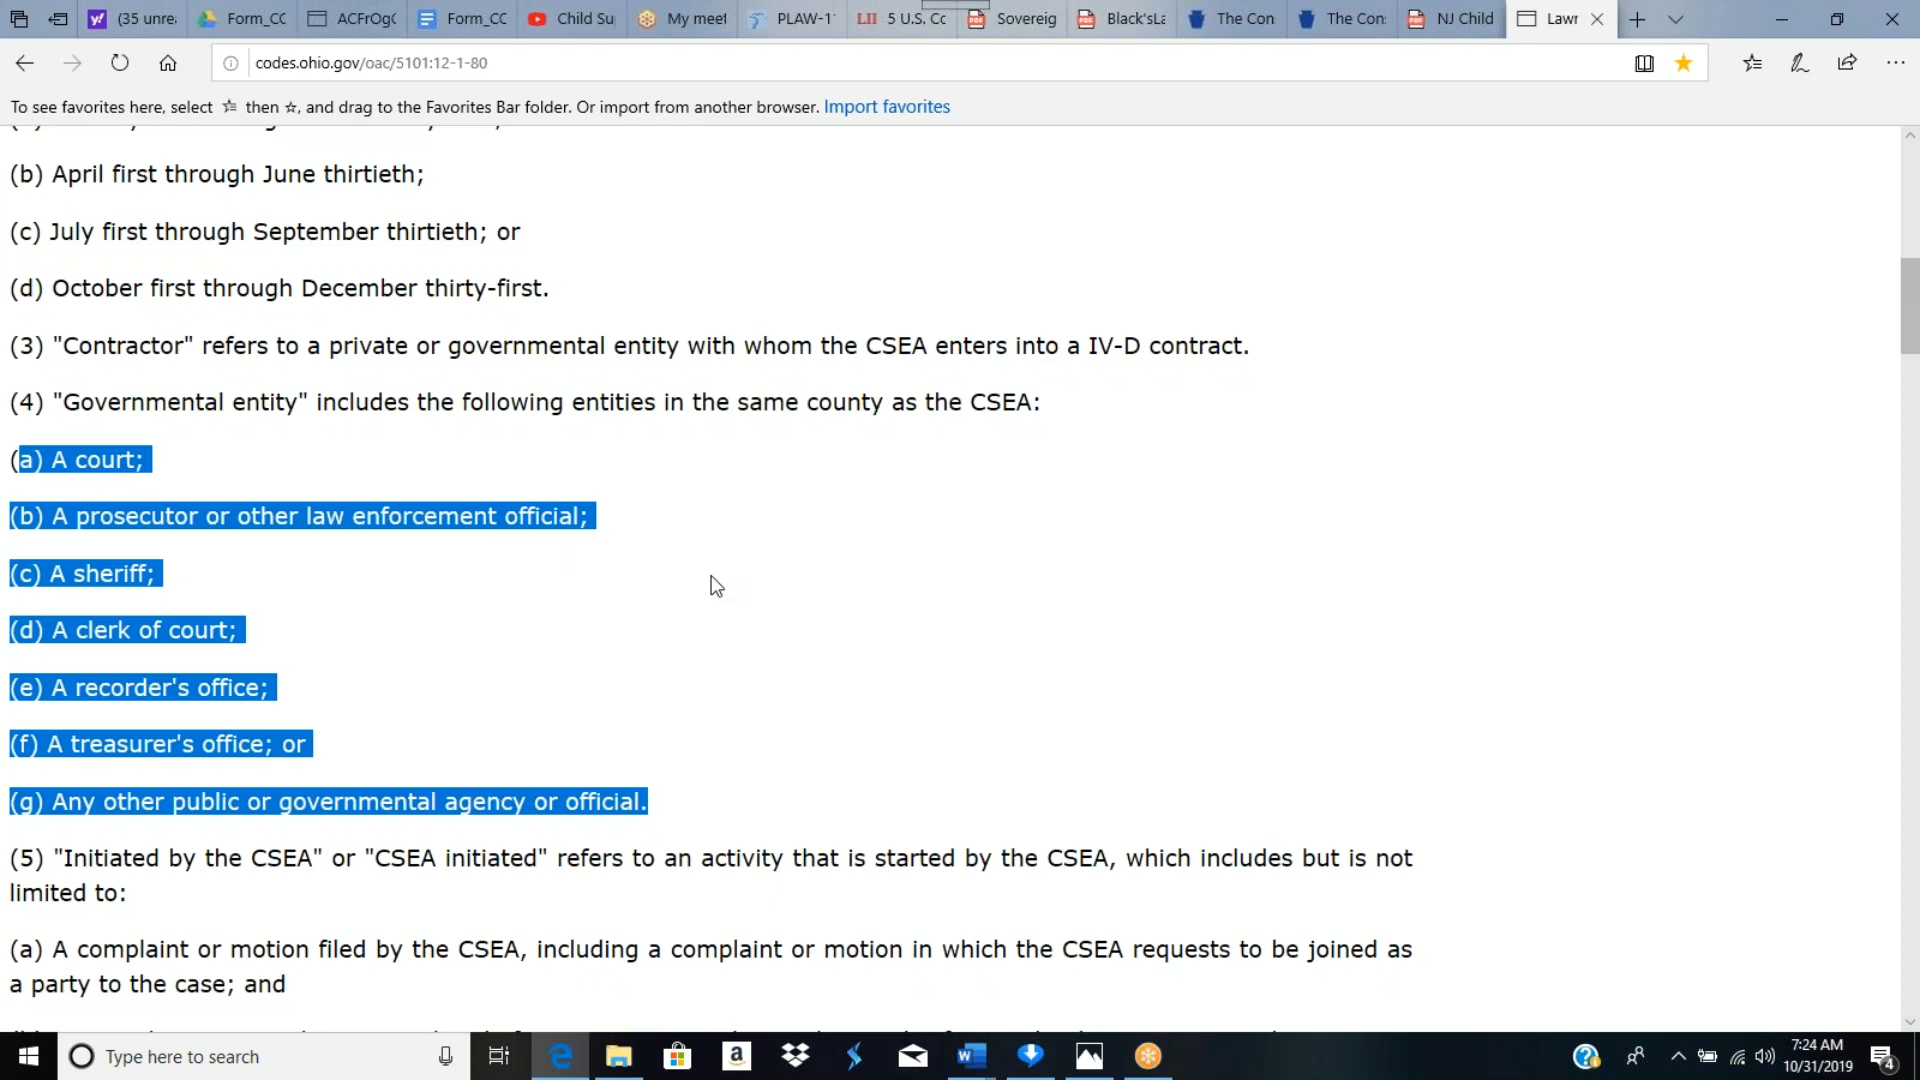 (35 unre
Form_CC
ACFrOg
Form_CC
Child Su
My meet
PLAW-1
LII 5 U.S. Cc
Sovereig
Black'sLa
The Con
The Con
NJ Child
Lawr
codes.ohio.gov/oac/5101:12-1-80
To see favorites here, select then ☆, and drag to the Favorites Bar folder. Or import from another browser. Import favorites
(b) April first through June thirtieth;
(c) July first through September thirtieth; or
(d) October first through December thirty-first.
(3) "Contractor" refers to a private or governmental entity with whom the CSEA enters into a IV-D contract.
(4) "Governmental entity" includes the following entities in the same county as the CSEA:
(a) A court;
(b) A prosecutor or other law enforcement official;
(c) A sheriff;
(d) A clerk of court;
(e) A recorder's office;
(f) A treasurer's office; or
(g) Any other public or governmental agency or official.
(5) "Initiated by the CSEA" or "CSEA initiated" refers to an activity that is started by the CSEA, which includes but is not
limited to:
(a) A complaint or motion filed by the CSEA, including a complaint or motion in which the CSEA requests to be joined as
a party to the case; and
Type here to search
7:24 AM
10/31/2019
4